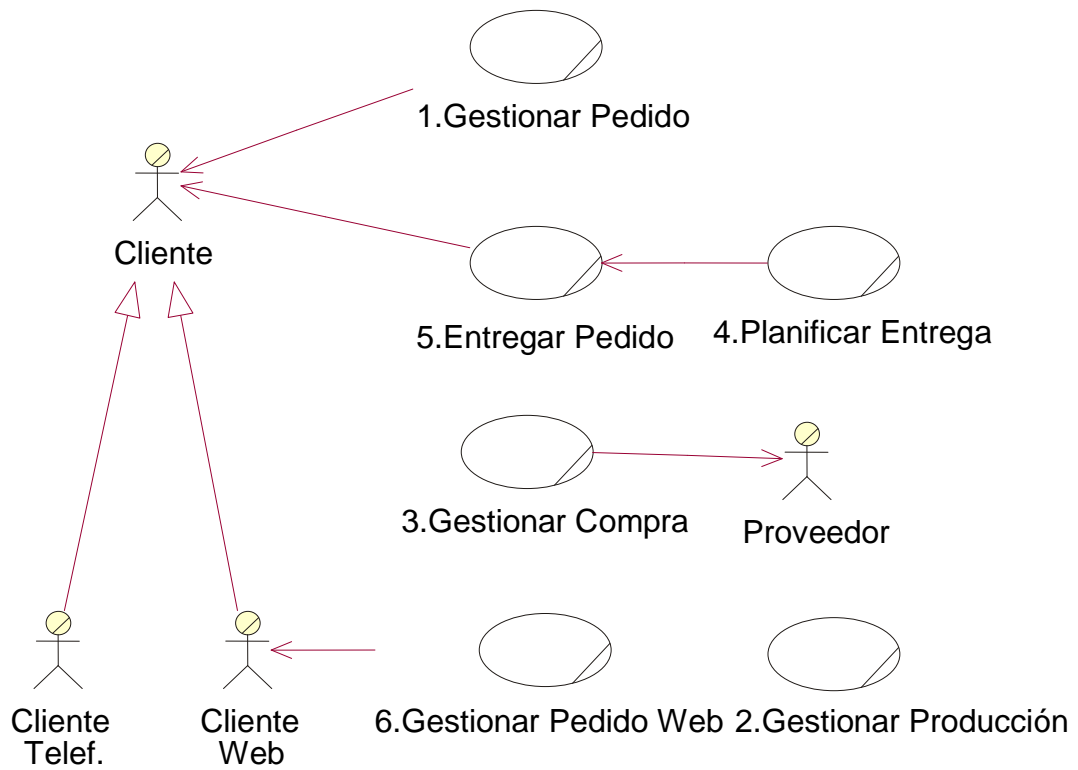 1.Gestionar Pedido
Cliente
5.Entregar Pedido
4.Planificar Entrega
3.Gestionar Compra
Proveedor
Cliente
Telef.
Cliente
Web
6.Gestionar Pedido Web
2.Gestionar Producción